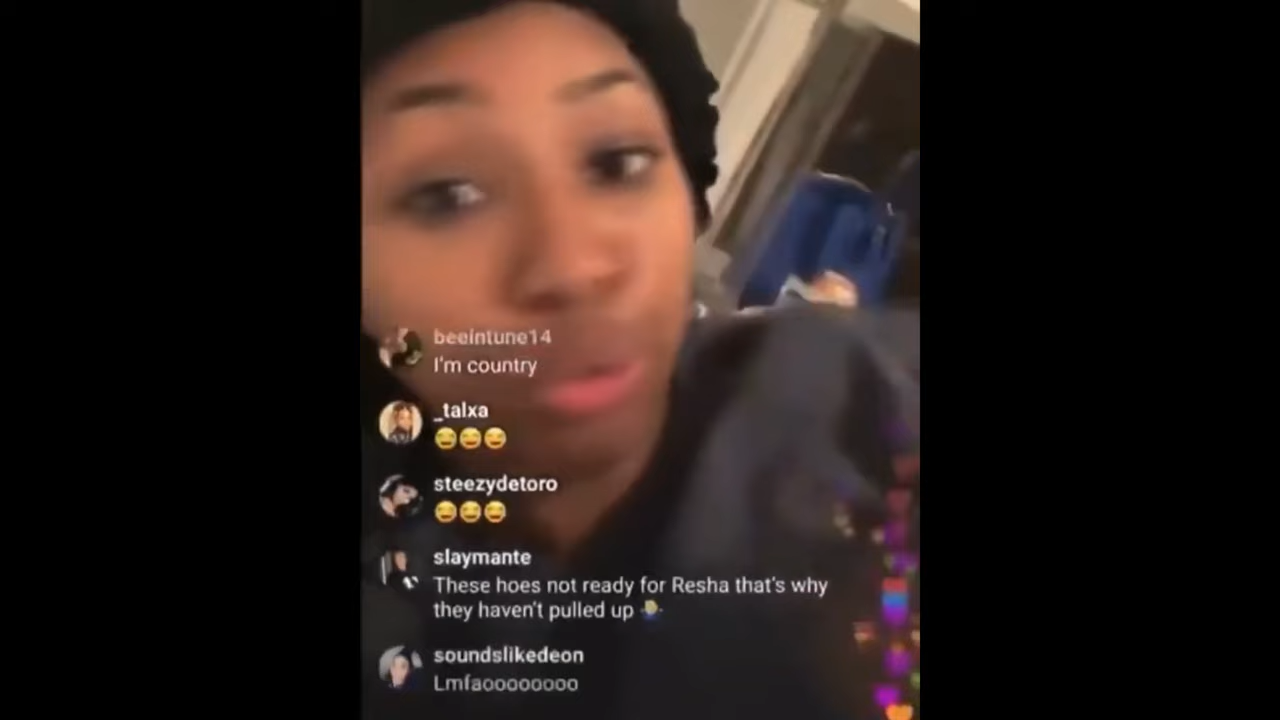 beeintune14
I'm country
_talxa
😂😂😂
steezydetoro
😂😂😂
slaymante
These hoes not ready for Resha that's why
they haven't pulled up 🤷🏼‍♂️
soundslikedeon
Lmfaoooooooo